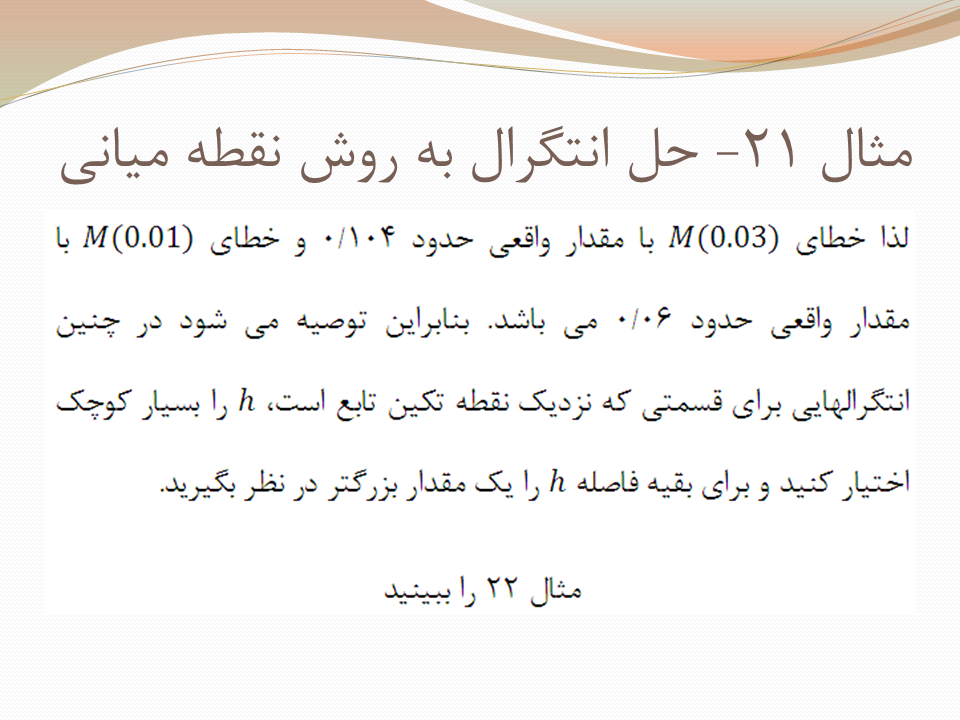 مثال ۲۱- حل انتگرال به روش نقطه میانی
لذا خطای M(0.03) با مقدار واقعی حدود ۰/۱۰۴ و خطای M(0.01) با
مقدار واقعی حدود ۰/۰۶ می باشد. بنابراین توصیه می شود در چنین
انتگرالهایی برای قسمتی که نزدیک نقطه تکین تابع است، h را بسیار کوچک
اختیار کنید و برای بقیه فاصله h را یک مقدار بزرگتر در نظر بگیرید.
مثال ۲۲ را ببینید